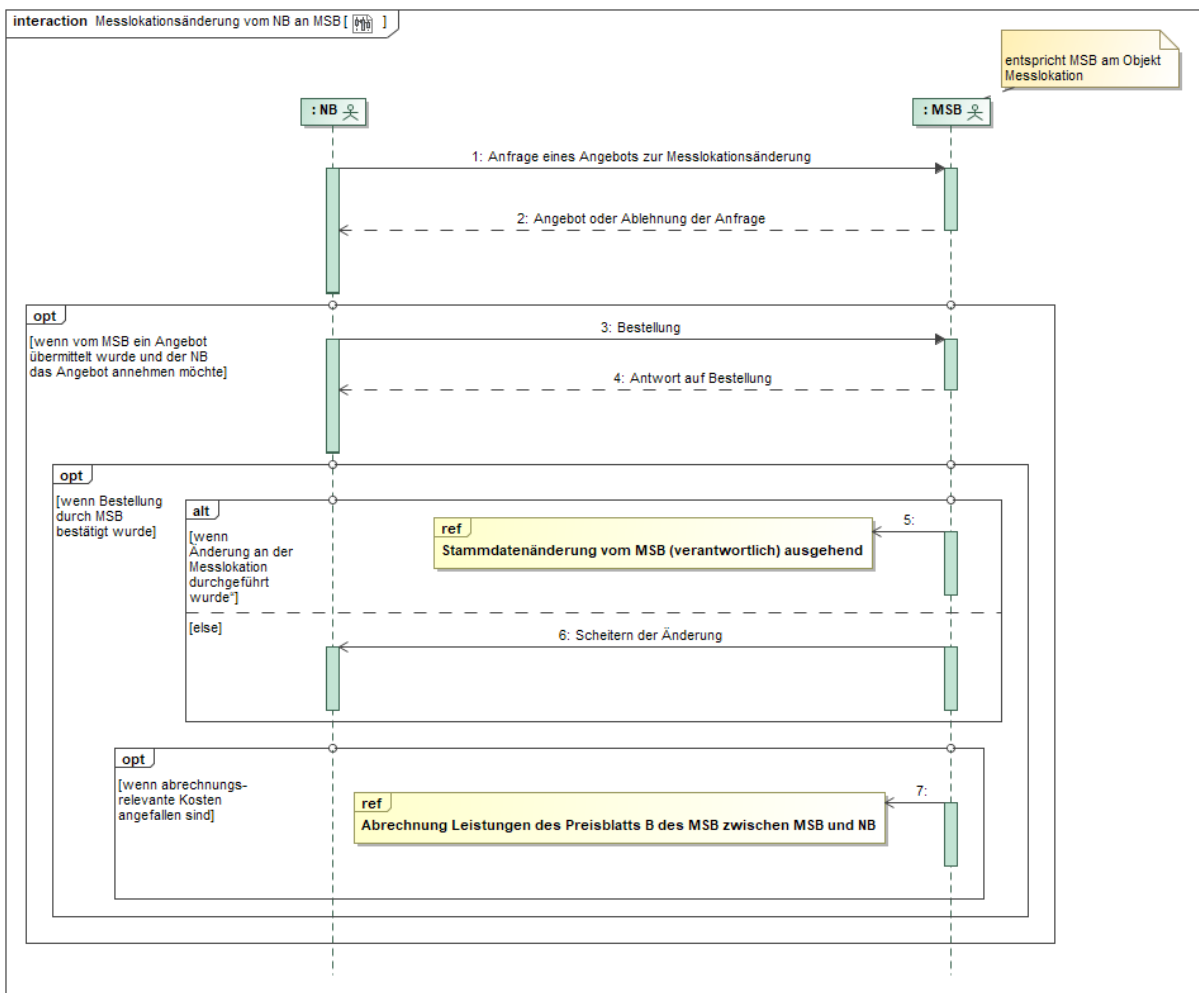 interaction Messlokationsänderung vom NB an MSB [ ]
entspricht MSB am Objekt
Messlokation
: NB
: MSB
1: Anfrage eines Angebots zur Messlokationsänderung
2: Angebot oder Ablehnung der Anfrage
opt
[wenn vom MSB ein Angebot
übermittelt wurde und der NB
das Angebot annehmen möchte]
3: Bestellung
4: Antwort auf Bestellung
opt
[wenn Bestellung
durch MSB
bestätigt wurde]
alt
[wenn
Änderung an der
Messlokation
durchgeführt
wurde"]
ref
Stammdatenänderung vom MSB (verantwortlich) ausgehend
5:
[else]
6: Scheitern der Änderung
opt
[wenn abrechnungs-
relevante Kosten
angefallen sind]
ref
Abrechnung Leistungen des Preisblatts B des MSB zwischen MSB und NB
7: